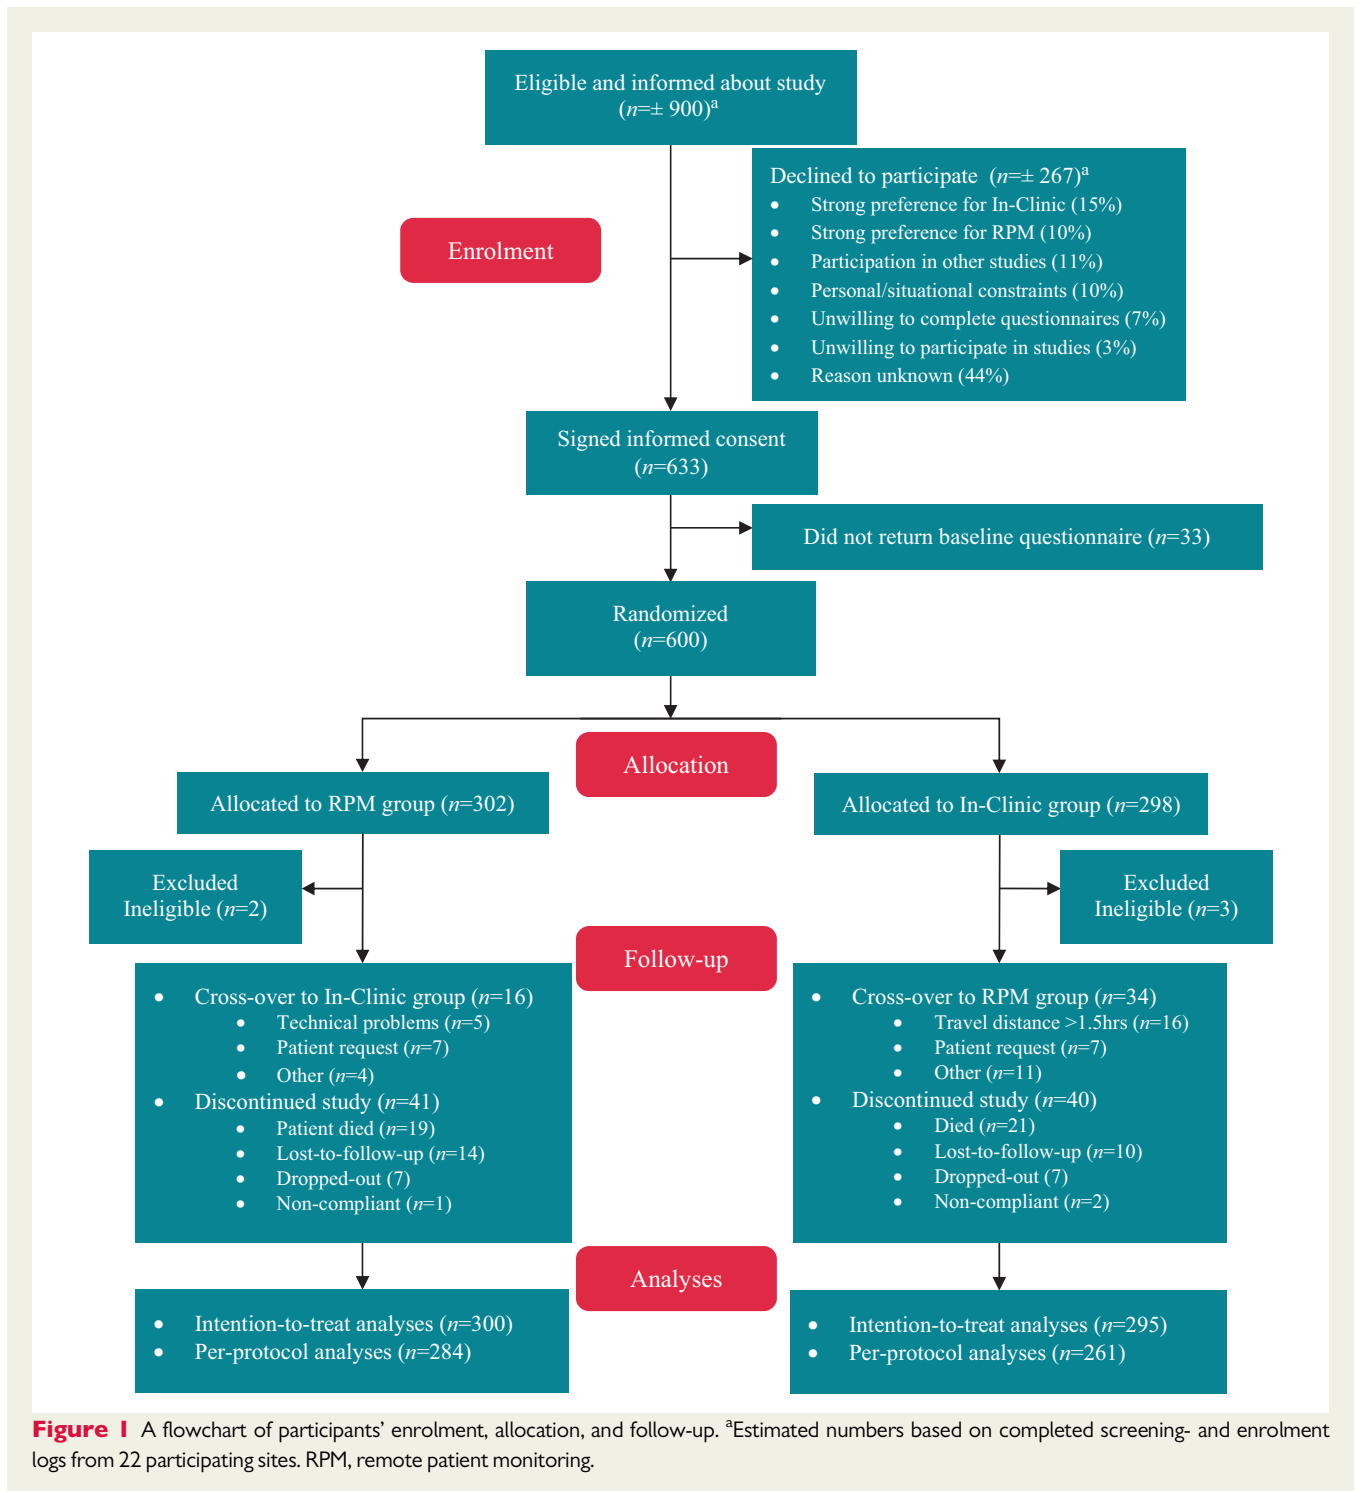 Eligible and informed about study
(n=± 900)a
Declined to participate (n=± 267)a
• Strong preference for In-Clinic (15%)
• Strong preference for RPM (10%)
• Participation in other studies (11%)
• Personal/situational constraints (10%)
• Unwilling to complete questionnaires (7%)
• Unwilling to participate in studies (3%)
• Reason unknown (44%)
Enrolment
Signed informed consent
(n=633)
Did not return baseline questionnaire (n=33)
Randomized
(n=600)
Allocation
Allocated to RPM group (n=302)
Allocated to In-Clinic group (n=298)
Excluded
Ineligible (n=2)
Excluded
Ineligible (n=3)
Follow-up
• Cross-over to In-Clinic group (n=16)
• Technical problems (n=5)
• Patient request (n=7)
• Other (n=4)
• Discontinued study (n=41)
• Patient died (n=19)
• Lost-to-follow-up (n=14)
• Dropped-out (7)
• Non-compliant (n=1)
• Cross-over to RPM group (n=34)
• Travel distance >1.5hrs (n=16)
• Patient request (n=7)
• Other (n=11)
• Discontinued study (n=40)
• Died (n=21)
• Lost-to-follow-up (n=10)
• Dropped-out (7)
• Non-compliant (n=2)
Analyses
• Intention-to-treat analyses (n=300)
• Per-protocol analyses (n=284)
• Intention-to-treat analyses (n=295)
• Per-protocol analyses (n=261)
Figure 1 A flowchart of participants' enrolment, allocation, and follow-up. aEstimated numbers based on completed screening- and enrolment
logs from 22 participating sites. RPM, remote patient monitoring.